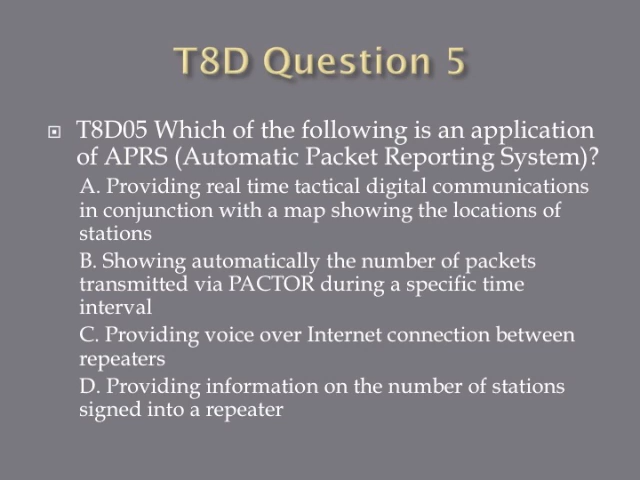 T8D Question 5
T8D05 Which of the following is an application
of APRS (Automatic Packet Reporting System)?
A. Providing real time tactical digital communications
in conjunction with a map showing the locations of
stations
B. Showing automatically the number of packets
transmitted via PACTOR during a specific time
interval
C. Providing voice over Internet connection between
repeaters
D. Providing information on the number of stations
signed into a repeater